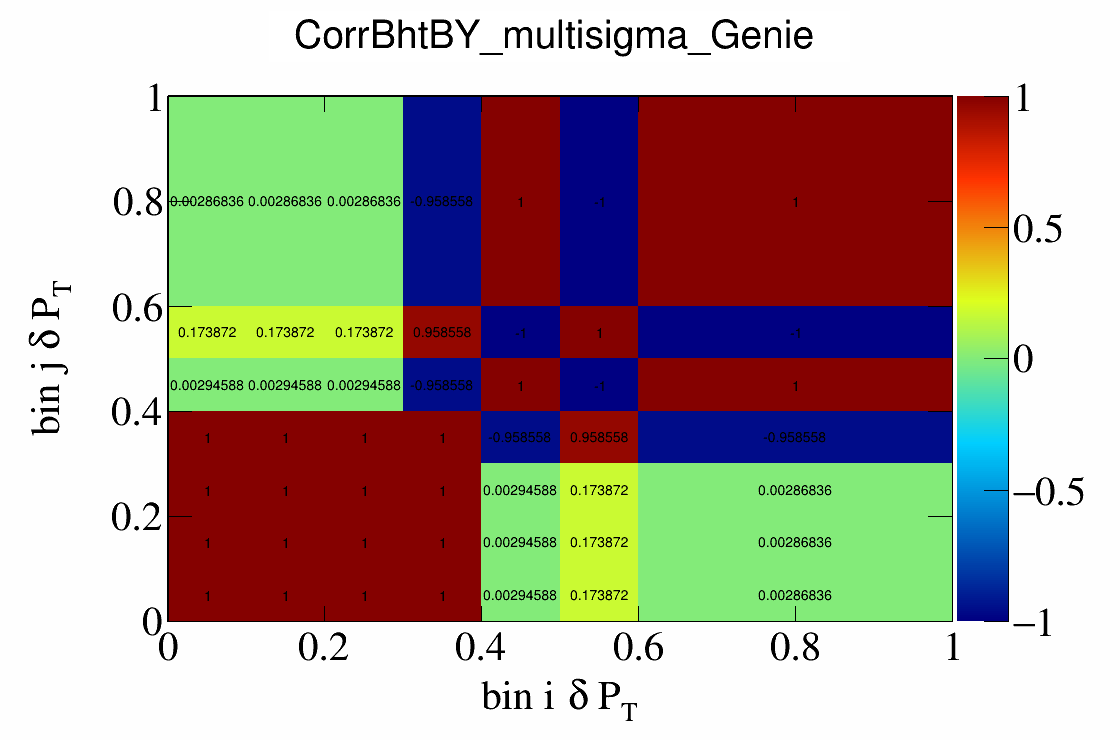 CorrBhtBY_multisigma_Genie
1
0.8
0.6
0.4
0.2
0
bin j δ P_T
0.00286836 0.00286836 0.00286836 -0.958558 1 -1 1
0.173872 0.173872 0.173872 0.958558 -1 1 -1
0.00294588 0.00294588 0.00294588 -0.958558 1 -1 1
1 1 1 1 -0.958558 0.958558 -0.958558
1 1 1 1 0.00294588 0.173872 0.00286836
1 1 1 1 0.00294588 0.173872 0.00286836
1 1 1 1 0.00294588 0.173872 0.00286836
0 0.2 0.4 0.6 0.8 1
bin i δ P_T
1
0.5
0
−0.5
−1